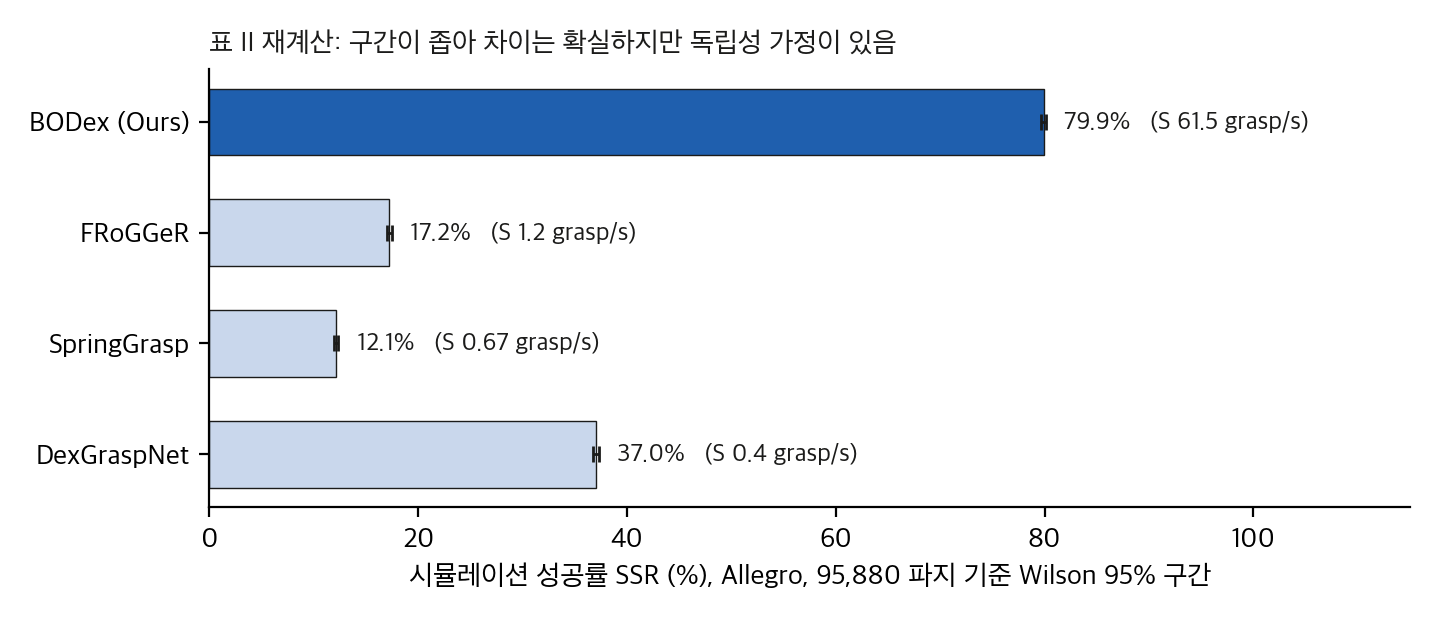 표 II 재계산: 구간이 좁아 차이는 확실하지만 독립성 가정이 있음
BODex (Ours)
79.9% (S 61.5 grasp/s)
FRoGGeR
17.2% (S 1.2 grasp/s)
SpringGrasp
12.1% (S 0.67 grasp/s)
DexGraspNet
37.0% (S 0.4 grasp/s)
0 20 40 60 80 100
시뮬레이션 성공률 SSR (%), Allegro, 95,880 파지 기준 Wilson 95% 구간